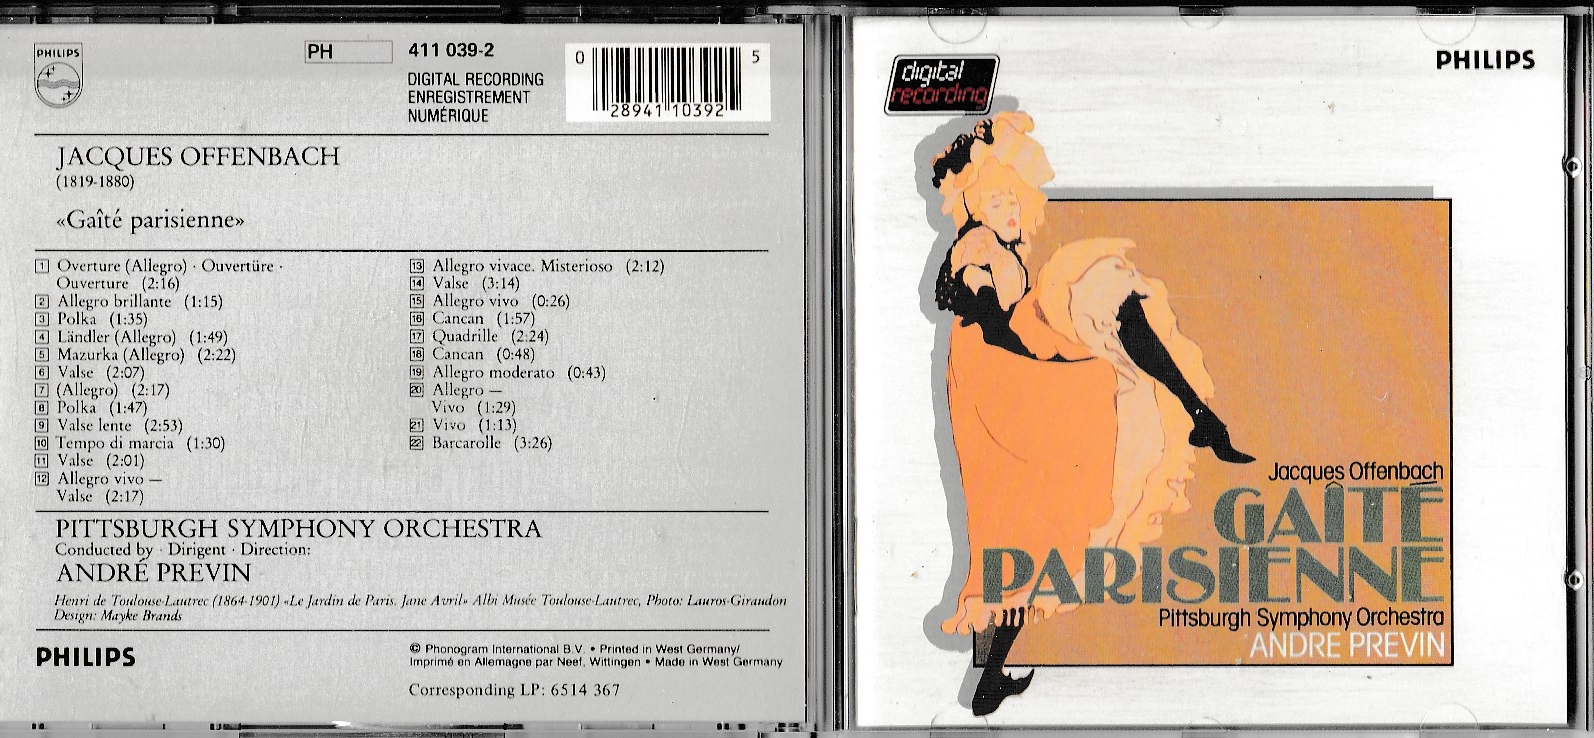 PHILIPS
PH
411 039-2
DIGITAL RECORDING
ENREGISTREMENT
NUMÉRIQUE
0 28941 10392 5
JACQUES OFFENBACH
(1819-1880)
«Gaîté parisienne»
1 Overture (Allegro) · Ouvertüre ·
Ouverture (2:16)
2 Allegro brillante (1:15)
3 Polka (1:35)
4 Ländler (Allegro) (1:49)
5 Mazurka (Allegro) (2:22)
6 Valse (2:07)
7 (Allegro) (2:17)
8 Polka (1:47)
9 Valse lente (2:53)
10 Tempo di marcia (1:30)
11 Valse (2:01)
12 Allegro vivo —
Valse (2:17)
13 Allegro vivace. Misterioso (2:12)
14 Valse (3:14)
15 Allegro vivo (0:26)
16 Cancan (1:57)
17 Quadrille (2:24)
18 Cancan (0:48)
19 Allegro moderato (0:43)
20 Allegro —
Vivo (1:29)
21 Vivo (1:13)
22 Barcarolle (3:26)
PITTSBURGH SYMPHONY ORCHESTRA
Conducted by · Dirigent · Direction:
ANDRÉ PREVIN
Henri de Toulouse-Lautrec (1864-1901) «Le Jardin de Paris, Jane Avril» Albi Musée Toulouse-Lautrec, Photo: Lauros-Giraudon
Design: Mayke Brands
PHILIPS
© Phonogram International B.V. • Printed in West Germany/
Imprimé en Allemagne par Neef, Wittingen • Made in West Germany
Corresponding LP: 6514 367
digital
recording
PHILIPS
Jacques Offenbach
GAÎTÉ
PARISIENNE
Pittsburgh Symphony Orchestra
ANDRE PREVIN